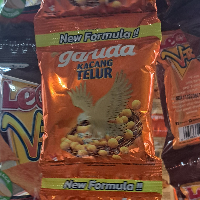 New Formula !!
garuda
KACANG
TELUR
New Formula !!